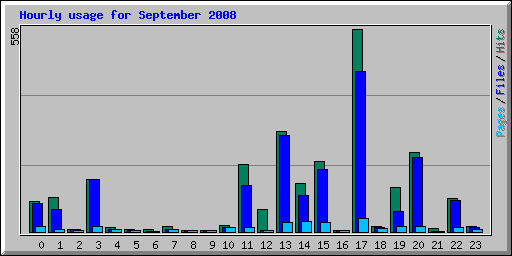 Hourly usage for September 2008
558
Pages / Files / Hits
0 1 2 3 4 5 6 7 8 9 10 11 12 13 14 15 16 17 18 19 20 21 22 23